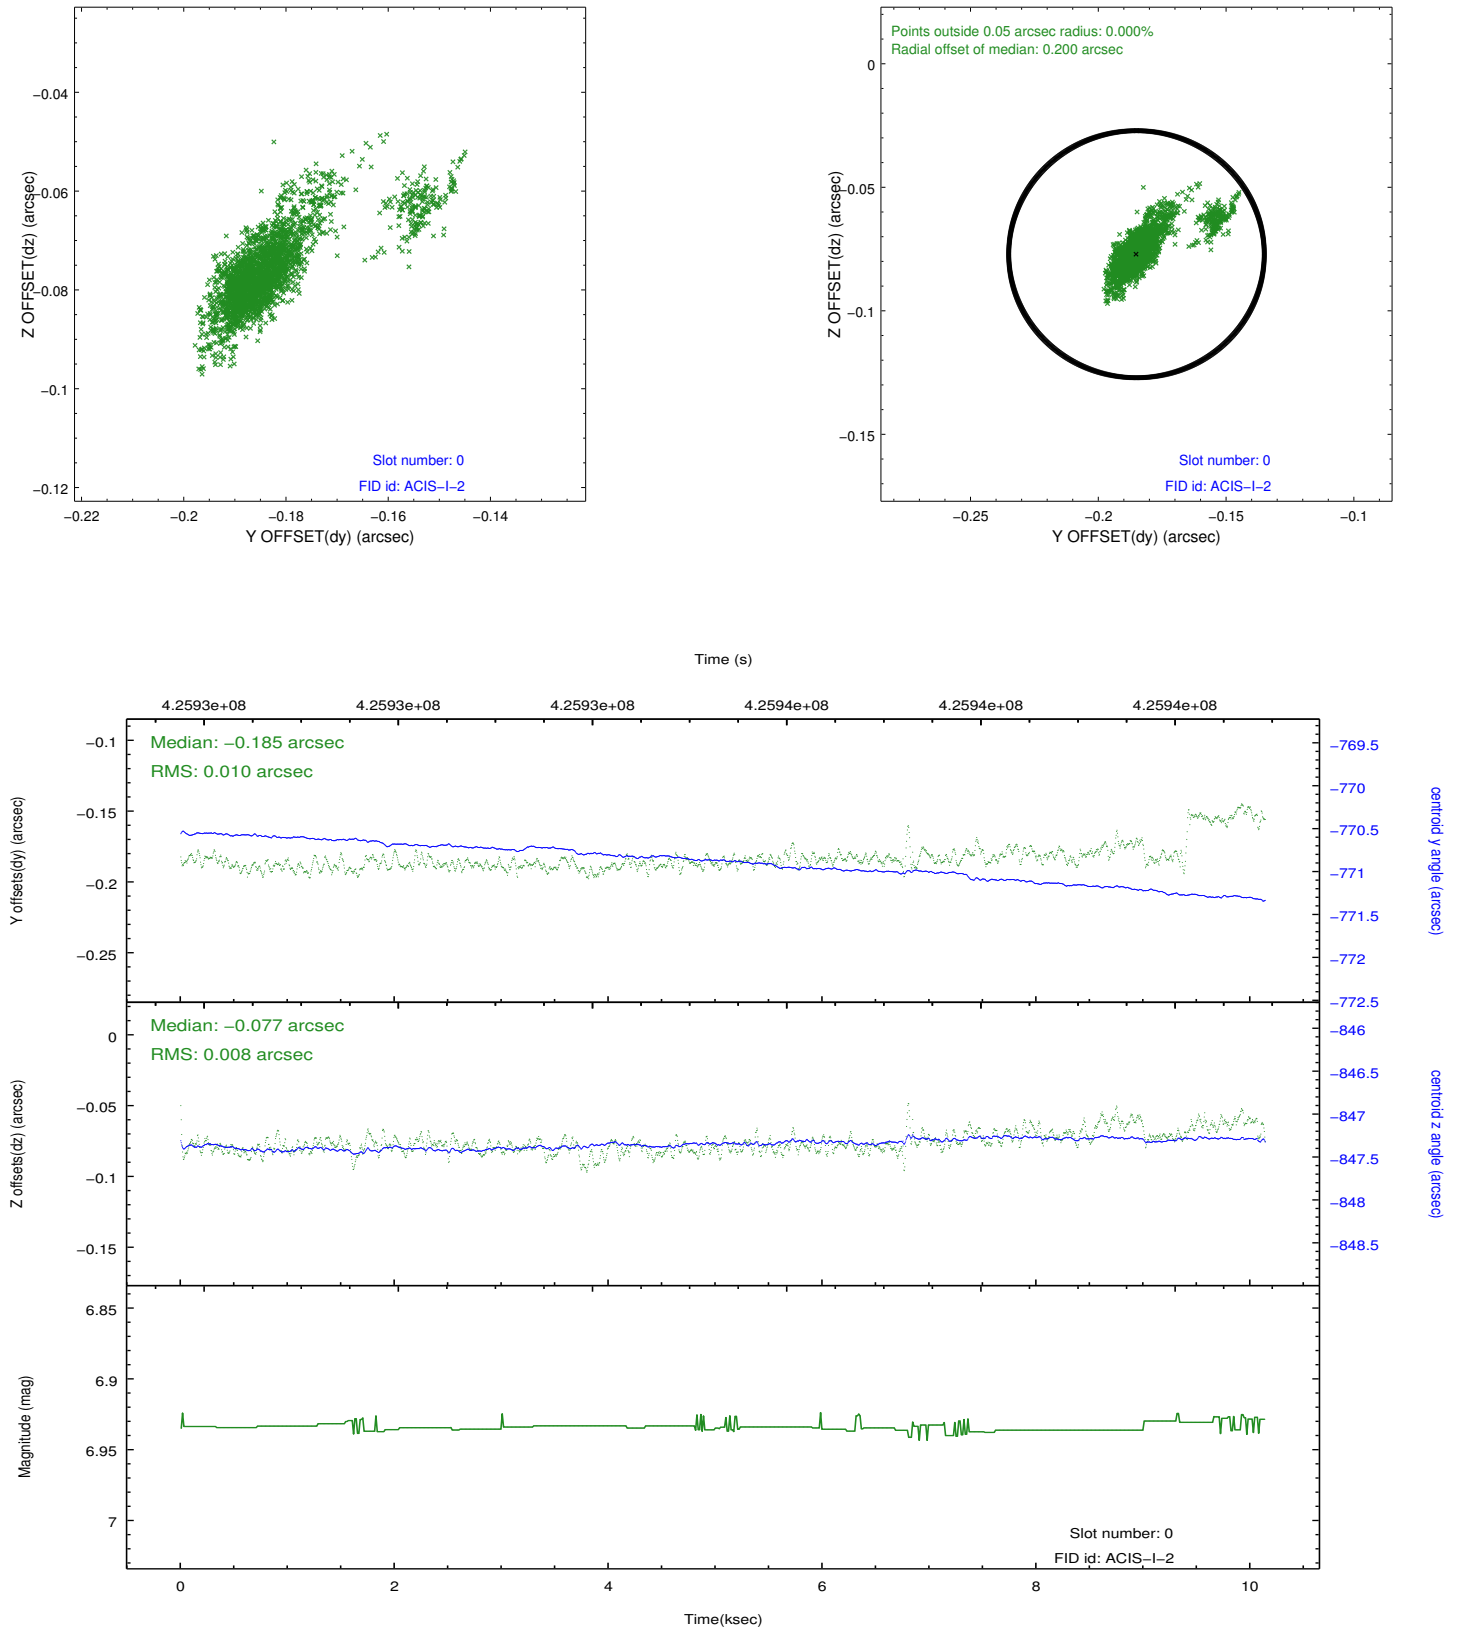 −0.04
−0.06
−0.08
−0.1
−0.12
Z OFFSET(dz) (arcsec)
Slot number: 0
FID id: ACIS−I−2
−0.22
−0.2
−0.18
−0.16
−0.14
Y OFFSET(dy) (arcsec)
Points outside 0.05 arcsec radius: 0.000%
Radial offset of median: 0.200 arcsec
0
−0.05
−0.1
−0.15
Z OFFSET(dz) (arcsec)
Slot number: 0
FID id: ACIS−I−2
−0.25
−0.2
−0.15
−0.1
Y OFFSET(dy) (arcsec)
Time (s)
4.2593e+08
4.2593e+08
4.2593e+08
4.2594e+08
4.2594e+08
4.2594e+08
Median: −0.185 arcsec
RMS: 0.010 arcsec
−0.1
−0.15
−0.2
−0.25
Y offsets(dy) (arcsec)
−769.5
−770
−770.5
−771
−771.5
−772
−772.5
centroid y angle (arcsec)
Median: −0.077 arcsec
RMS: 0.008 arcsec
0
−0.05
−0.1
−0.15
Z offsets(dz) (arcsec)
−846
−846.5
−847
−847.5
−848
−848.5
centroid z angle (arcsec)
6.85
6.9
6.95
7
Magnitude (mag)
Slot number: 0
FID id: ACIS−I−2
0
2
4
6
8
10
Time(ksec)